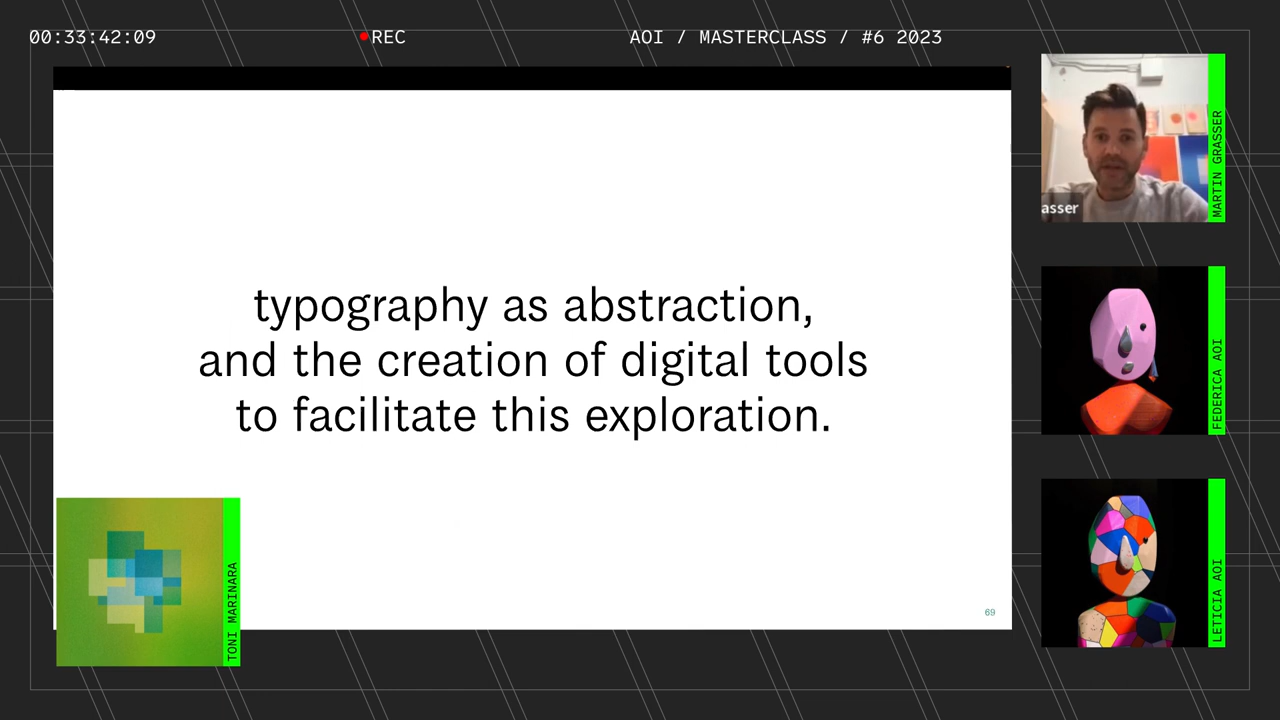 00:33:42:09
REC
AOI / MASTERCLASS / #6 2023
typography as abstraction,
and the creation of digital tools
to facilitate this exploration.
69
asser
MARTIN GRASSER
FEDERICA AOI
LETICIA AOI
TONI MARINARA